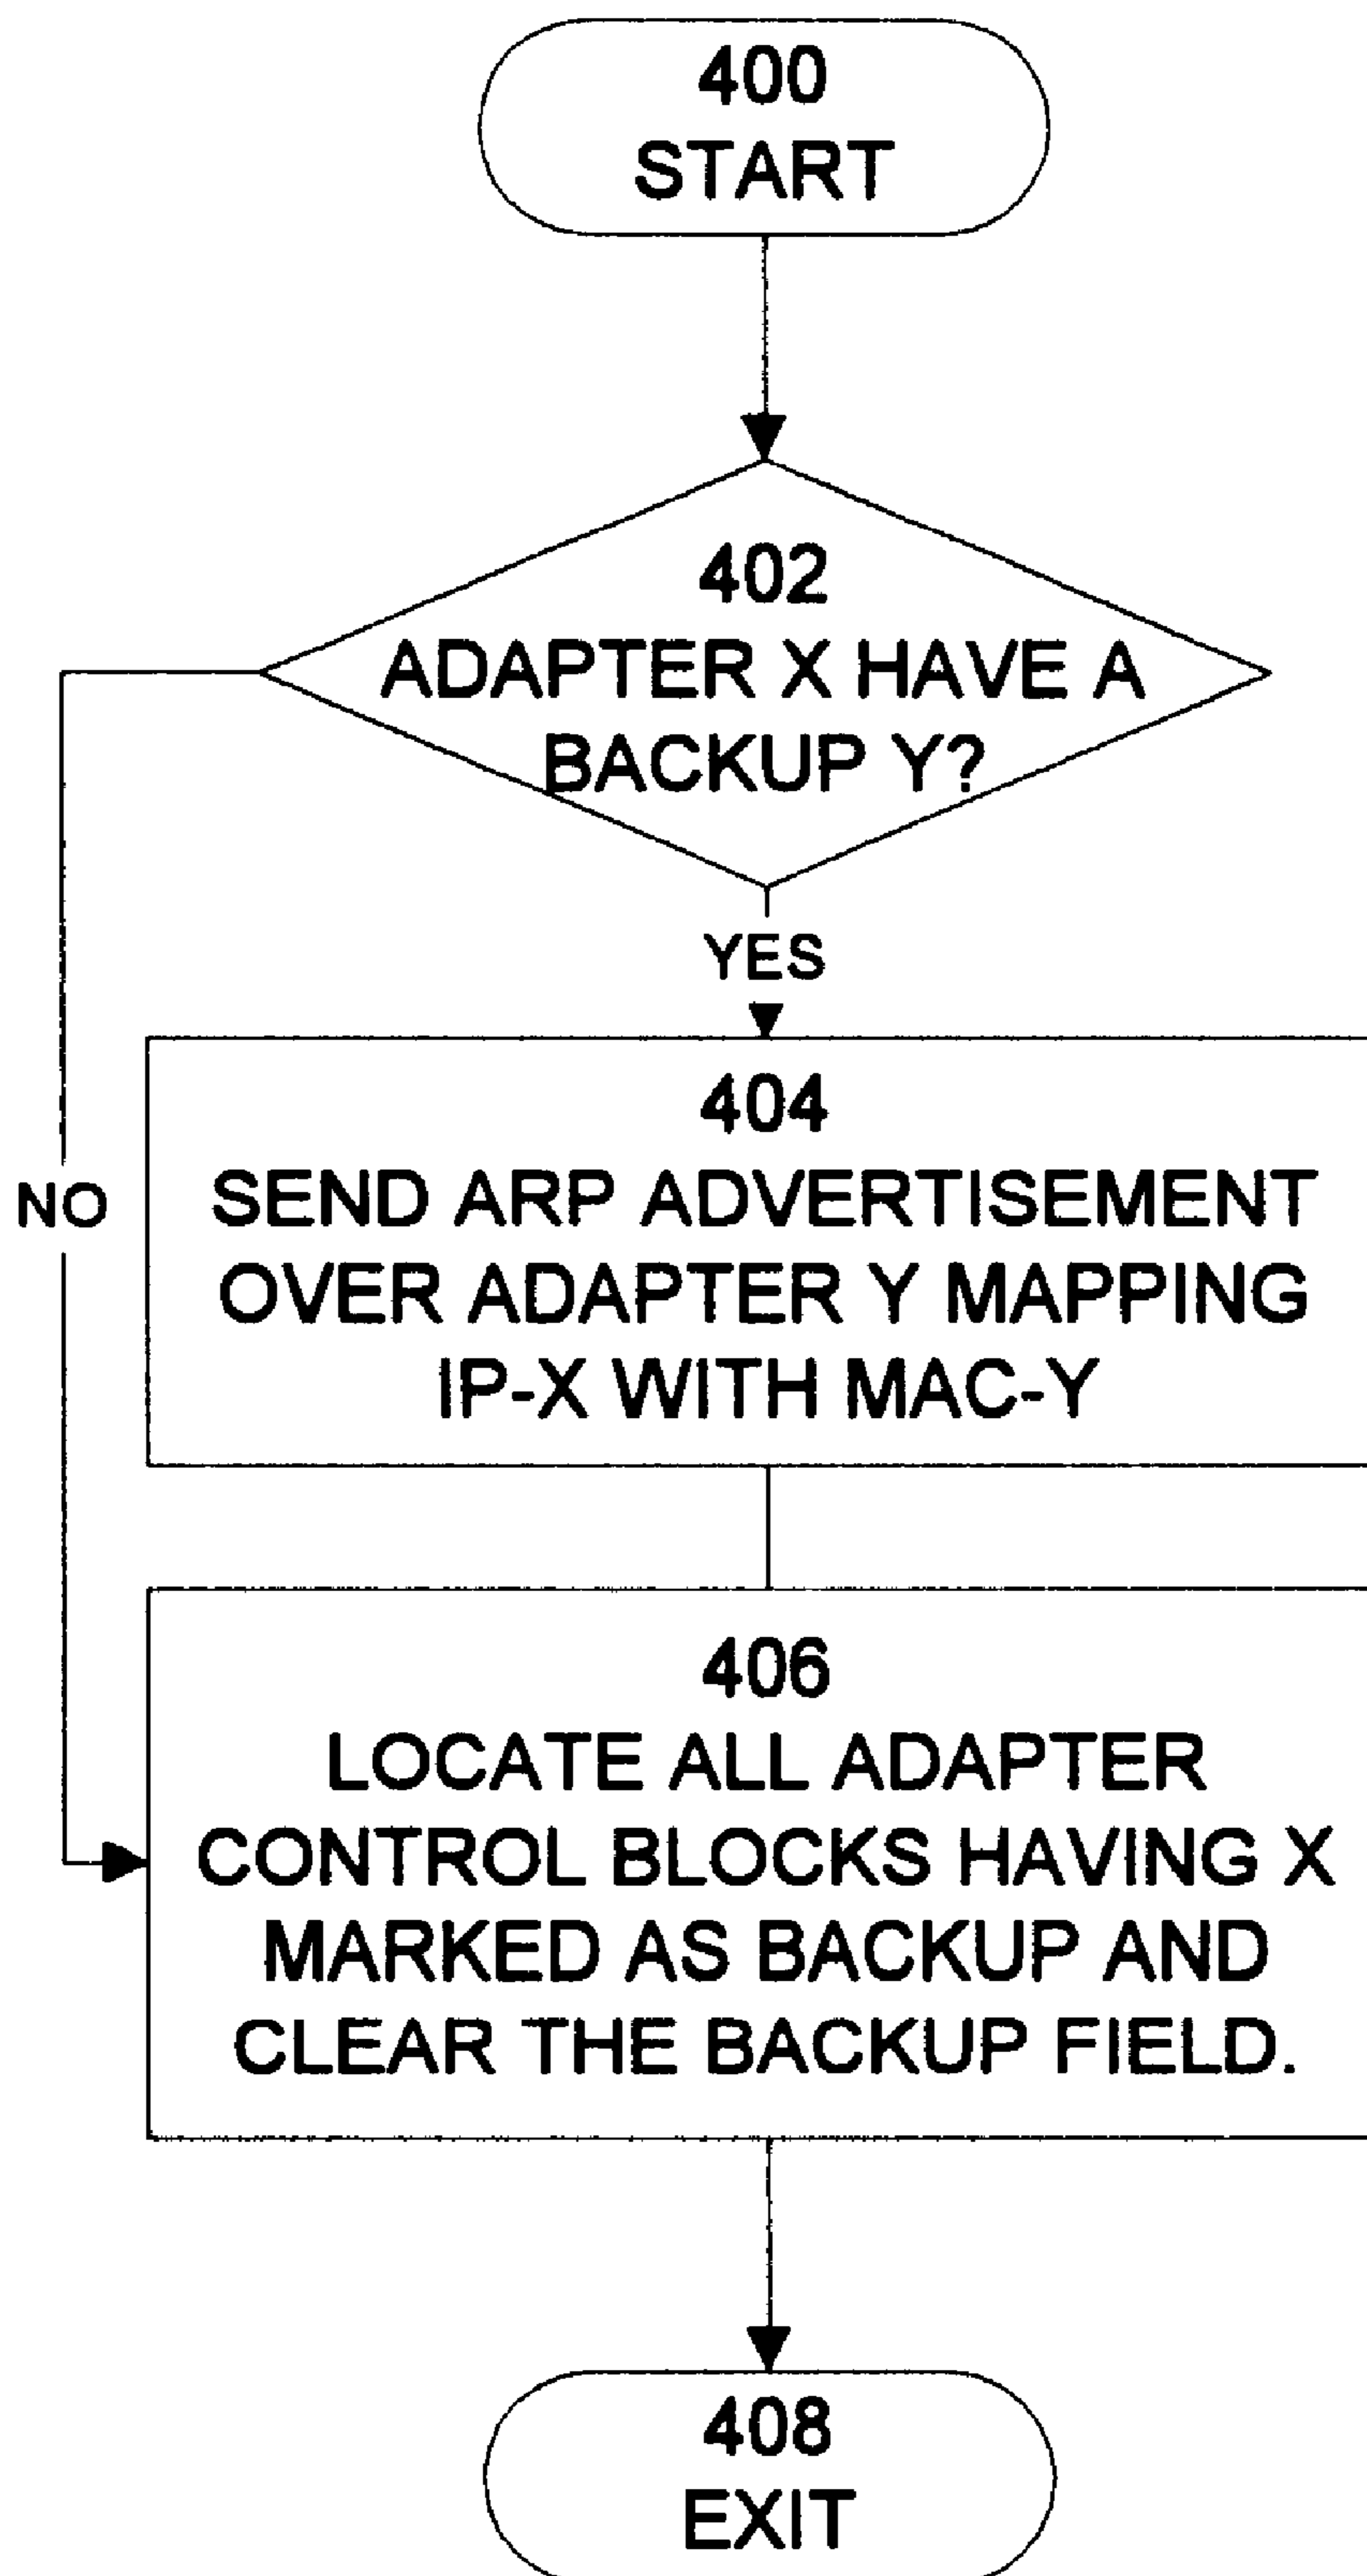 400
START
402
ADAPTER X HAVE A
BACKUP Y?
YES
404
SEND ARP ADVERTISEMENT
OVER ADAPTER Y MAPPING
IP-X WITH MAC-Y
NO
406
LOCATE ALL ADAPTER
CONTROL BLOCKS HAVING X
MARKED AS BACKUP AND
CLEAR THE BACKUP FIELD.
408
EXIT